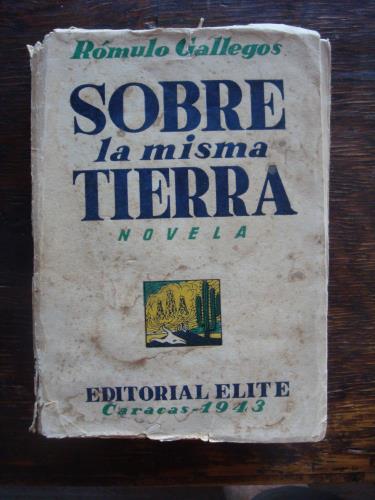 Rómulo Gallegos
SOBRE
la misma
TIERRA
NOVELA
EDITORIAL ELITE
Caracas-1943